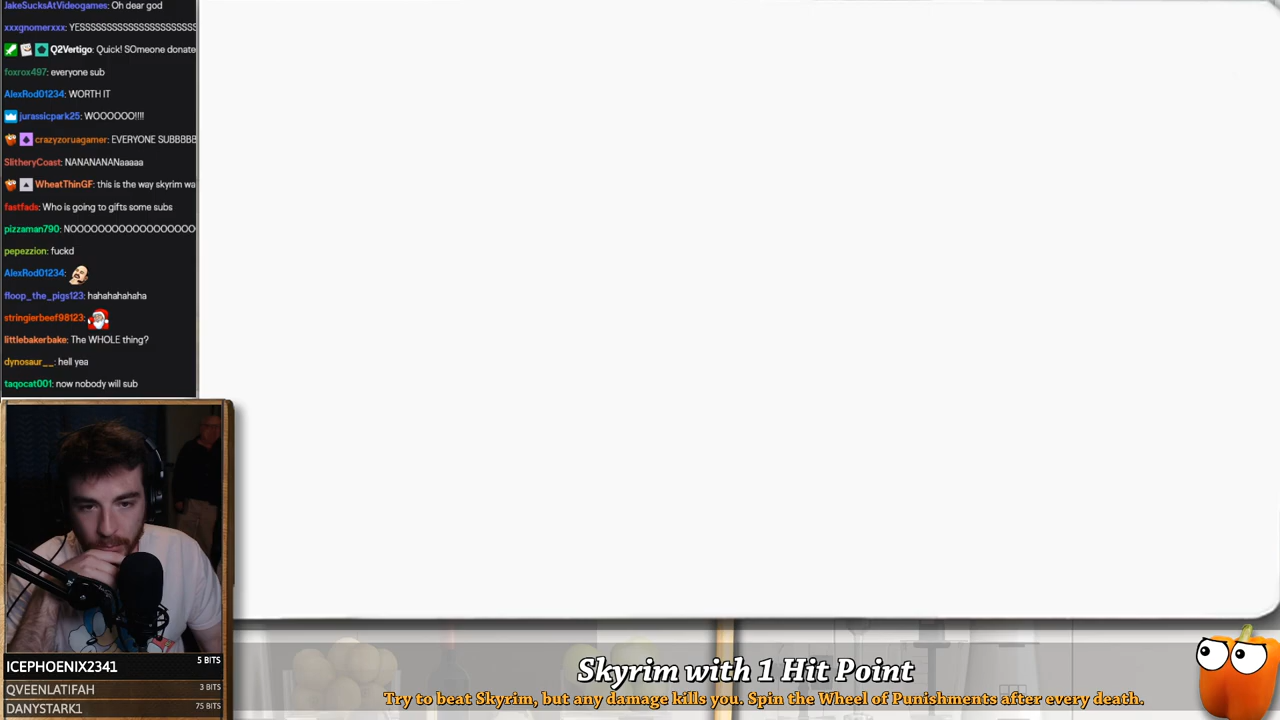 JakeSucksAtVideogames: Oh dear god
xxxgnomerxxx: YESSSSSSSSSSSSSSSSSSSSS
Q2Vertigo: Quick! SOmeone donate
foxrox497: everyone sub
AlexRod01234: WORTH IT
jurassicpark25: WOOOOOO!!!!
crazyzoruagamer: EVERYONE SUBBBBB
SlitheryCoast: NANANANANaaaaa
WheatThinGF: this is the way skyrim wa
fastfads: Who is going to gifts some subs
pizzaman790: NOOOOOOOOOOOOOOOOOO
pepezzion: fuckd
AlexRod01234:
floop_the_pigs123: hahahahahaha
stringierbeef98123:
littlebakerbake: The WHOLE thing?
dynosaur__: hell yea
taqocat001: now nobody will sub
ICEPHOENIX2341 5 BITS
QVEENLATIFAH 3 BITS
DANYSTARK1 75 BITS
Skyrim with 1 Hit Point
Try to beat Skyrim, but any damage kills you. Spin the Wheel of Punishments after every death.